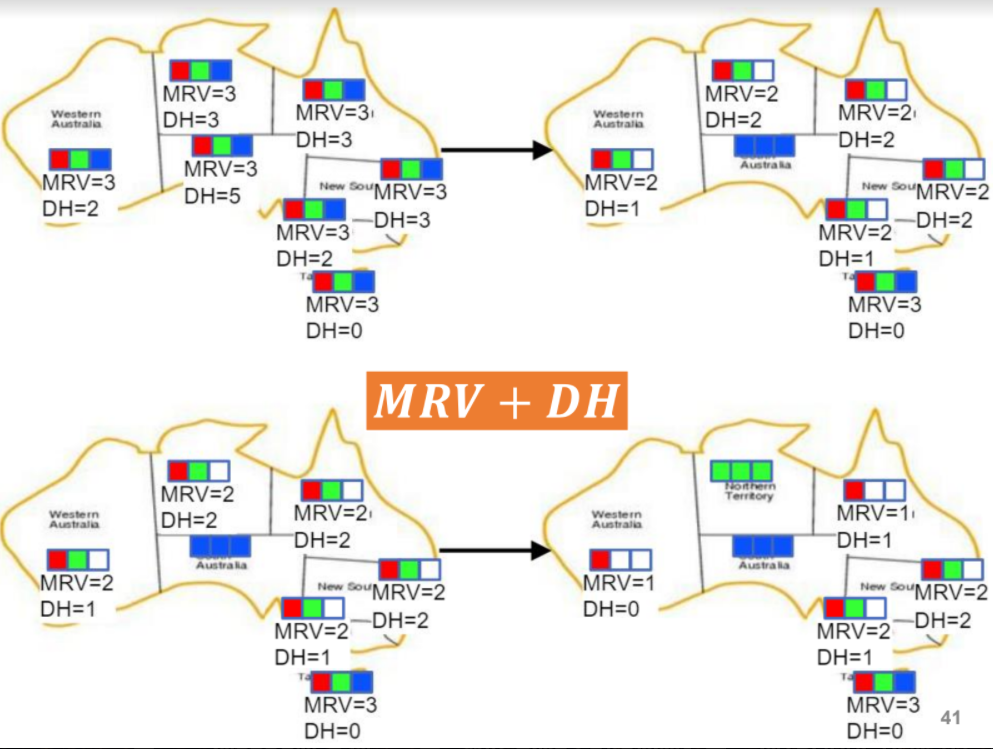 MRV=3
DH=3
Western
Australia
MRV=3
DH=2
MRV=3
DH=5
MRV=3
DH=3
New Sou
MRV=3
DH=3
MRV=3
DH=2
Ta
MRV=3
DH=0
MRV=2
DH=2
Western
Australia
MRV=2
DH=1
Australia
MRV=2
DH=2
New Sou
MRV=2
DH=2
MRV=2
DH=1
Ta
MRV=3
DH=0
MRV + DH
MRV=2
DH=2
Western
Australia
MRV=2
DH=1
Australia
MRV=2
DH=2
New Sou
MRV=2
DH=2
MRV=2
DH=1
Ta
MRV=3
DH=0
Northern
Territory
Western
Australia
MRV=1
DH=0
Australia
MRV=1
DH=1
New Sou
MRV=2
DH=2
MRV=2
DH=1
Ta
MRV=3
DH=0
41